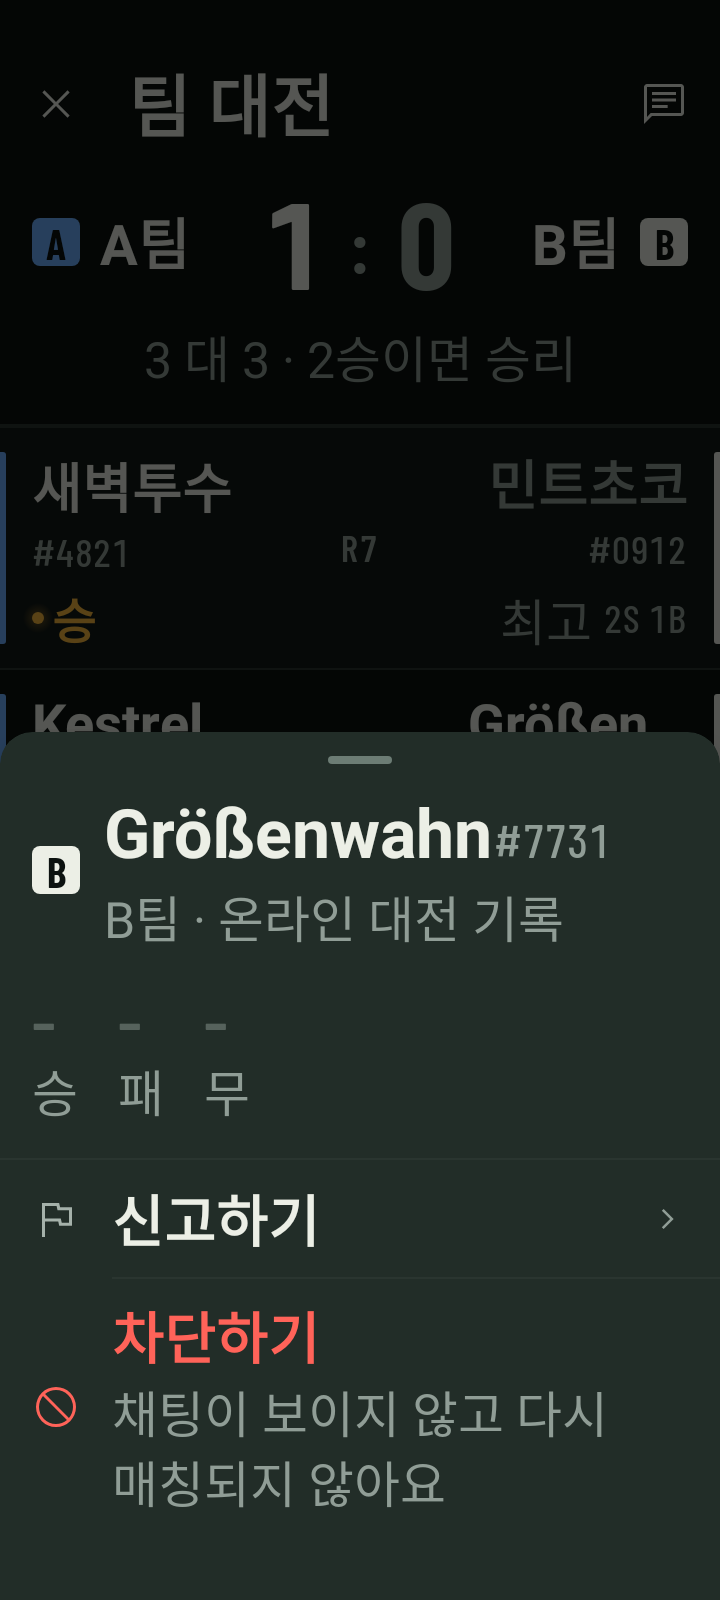 팀 대전
A A팀 1 : 0 B팀 B
3 대 3 · 2승이면 승리
새벽투수 민트초코
#4821 R7 #0912
승 최고 2S 1B
Kestrel Größen
B Größenwahn#7731
B팀 · 온라인 대전 기록
- - -
승 패 무
신고하기
차단하기
채팅이 보이지 않고 다시
매칭되지 않아요